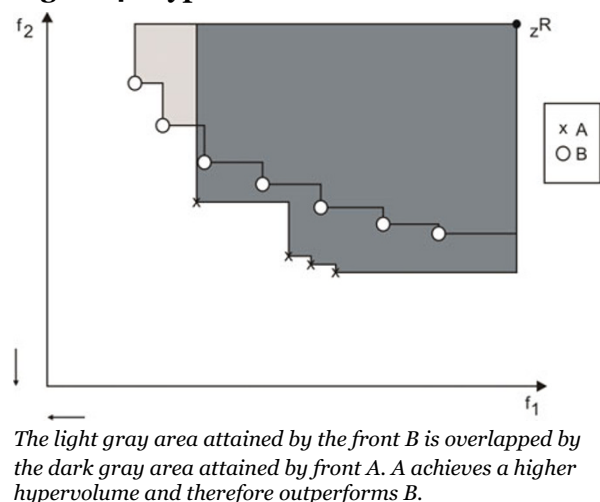 f2
zR
x A
O B
f1
The light gray area attained by the front B is overlapped by
the dark gray area attained by front A. A achieves a higher
hypervolume and therefore outperforms B.